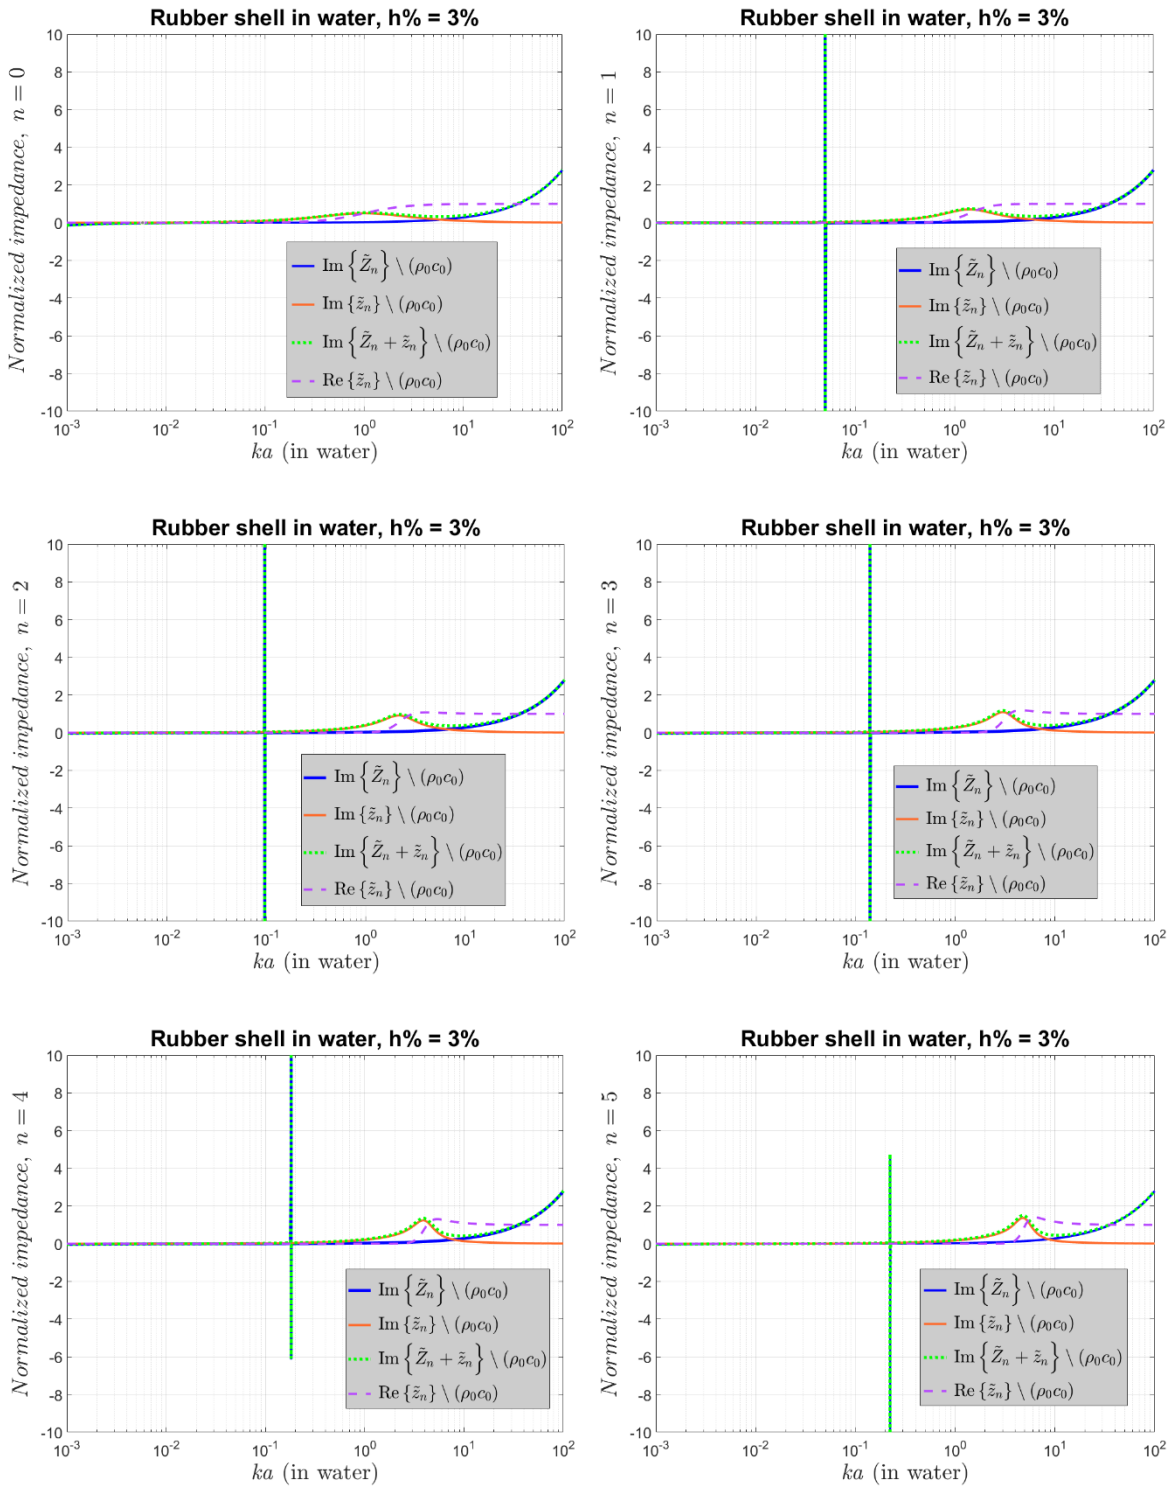 Rubber shell in water, h% = 3%
Normalized impedance, n = 0
10
8
6
4
2
0
-2
-4
-6
-8
-10
Im {Z̃ₙ} \ (ρ₀c₀)
Im {z̃ₙ} \ (ρ₀c₀)
Im {Z̃ₙ + z̃ₙ} \ (ρ₀c₀)
Re {z̃ₙ} \ (ρ₀c₀)
10⁻³ 10⁻² 10⁻¹ 10⁰ 10¹ 10²
ka (in water)
Rubber shell in water, h% = 3%
Normalized impedance, n = 1
10
8
6
4
2
0
-2
-4
-6
-8
-10
Im {Z̃ₙ} \ (ρ₀c₀)
Im {z̃ₙ} \ (ρ₀c₀)
Im {Z̃ₙ + z̃ₙ} \ (ρ₀c₀)
Re {z̃ₙ} \ (ρ₀c₀)
10⁻³ 10⁻² 10⁻¹ 10⁰ 10¹ 10²
ka (in water)
Rubber shell in water, h% = 3%
Normalized impedance, n = 2
10
8
6
4
2
0
-2
-4
-6
-8
-10
Im {Z̃ₙ} \ (ρ₀c₀)
Im {z̃ₙ} \ (ρ₀c₀)
Im {Z̃ₙ + z̃ₙ} \ (ρ₀c₀)
Re {z̃ₙ} \ (ρ₀c₀)
10⁻³ 10⁻² 10⁻¹ 10⁰ 10¹ 10²
ka (in water)
Rubber shell in water, h% = 3%
Normalized impedance, n = 3
10
8
6
4
2
0
-2
-4
-6
-8
-10
Im {Z̃ₙ} \ (ρ₀c₀)
Im {z̃ₙ} \ (ρ₀c₀)
Im {Z̃ₙ + z̃ₙ} \ (ρ₀c₀)
Re {z̃ₙ} \ (ρ₀c₀)
10⁻³ 10⁻² 10⁻¹ 10⁰ 10¹ 10²
ka (in water)
Rubber shell in water, h% = 3%
Normalized impedance, n = 4
10
8
6
4
2
0
-2
-4
-6
-8
-10
Im {Z̃ₙ} \ (ρ₀c₀)
Im {z̃ₙ} \ (ρ₀c₀)
Im {Z̃ₙ + z̃ₙ} \ (ρ₀c₀)
Re {z̃ₙ} \ (ρ₀c₀)
10⁻³ 10⁻² 10⁻¹ 10⁰ 10¹ 10²
ka (in water)
Rubber shell in water, h% = 3%
Normalized impedance, n = 5
10
8
6
4
2
0
-2
-4
-6
-8
-10
Im {Z̃ₙ} \ (ρ₀c₀)
Im {z̃ₙ} \ (ρ₀c₀)
Im {Z̃ₙ + z̃ₙ} \ (ρ₀c₀)
Re {z̃ₙ} \ (ρ₀c₀)
10⁻³ 10⁻² 10⁻¹ 10⁰ 10¹ 10²
ka (in water)